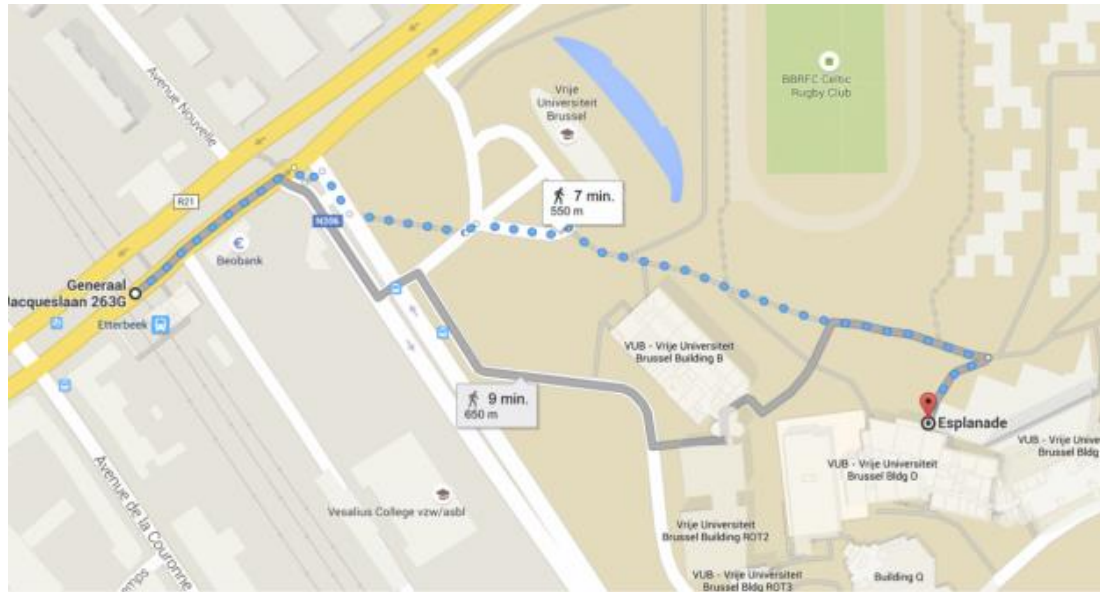 Avenue Nouvelle
BBRFC Celtic
Rugby Club
Vrije
Universiteit
Brussel
R21
7 min.
550 m
N206
€
Beobank
Generaal
Jacqueslaan 263G
Etterbeek
VUB - Vrije Universiteit
Brussel Building B
9 min.
650 m
Esplanade
VUB - Vrije Unive
Brussel Bldg
VUB - Vrije Universiteit
Brussel Bldg D
Avenue de la Couronne
Vesalius College vzw/asbl
Vrije Universiteit
Brussel Building ROT2
VUB - Vrije Universiteit
Brussel Bldg ROT3
Building Q